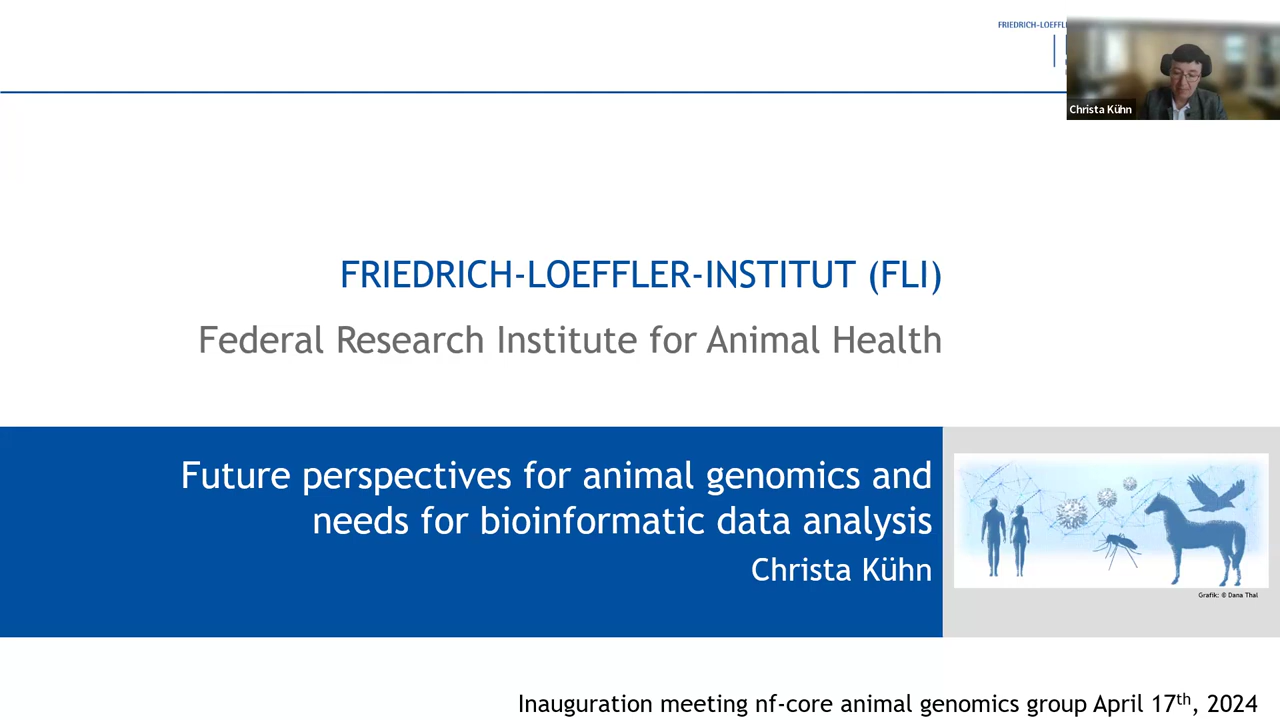 FRIEDRICH-LOEFFL
Christa Kühn
FRIEDRICH-LOEFFLER-INSTITUT (FLI)
Federal Research Institute for Animal Health
Future perspectives for animal genomics and
needs for bioinformatic data analysis
Christa Kühn
Grafik: © Dana Thal
Inauguration meeting nf-core animal genomics group April 17th, 2024